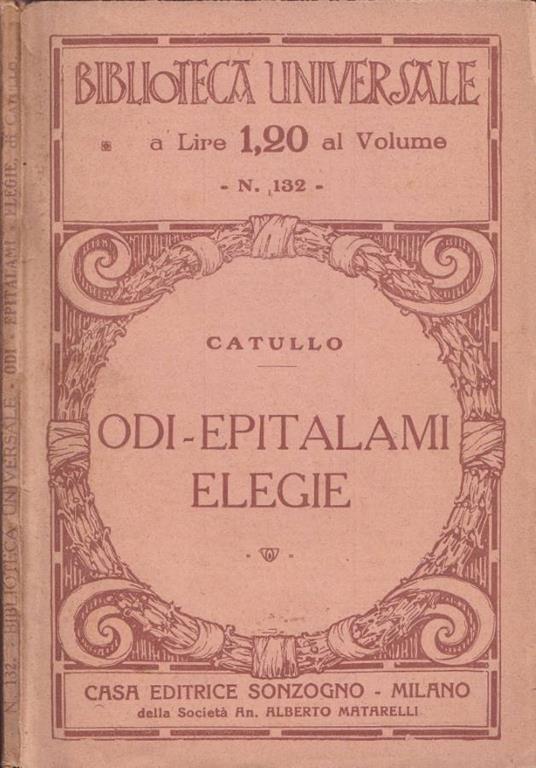 BIBLIOTECA UNIVERSALE
a Lire 1,20 al Volume
- N. 132 -
CATULLO
ODI-EPITALAMI
ELEGIE
CASA EDITRICE SONZOGNO - MILANO
della Società An. ALBERTO MATARELLI
N. 132. BIBLIOTECA UNIVERSALE - ODI - EPITALAMI ELEGIE, di CATULLO